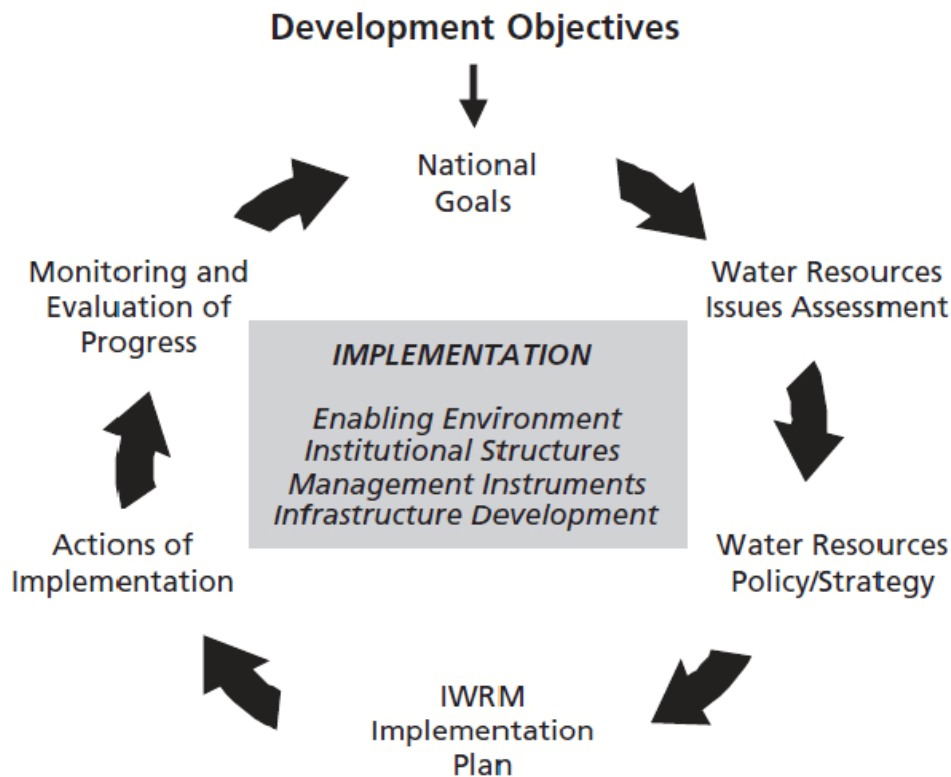 Development Objectives
National
Goals
Water Resources
Issues Assessment
Water Resources
Policy/Strategy
IWRM
Implementation
Plan
Actions of
Implementation
Monitoring and
Evaluation of
Progress
IMPLEMENTATION
Enabling Environment
Institutional Structures
Management Instruments
Infrastructure Development